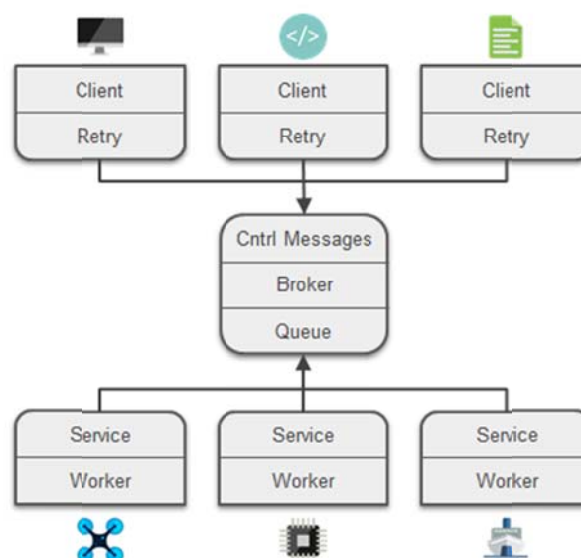 </>
Client
Client
Client
Retry
Retry
Retry
Cntrl Messages
Broker
Queue
Service
Service
Service
Worker
Worker
Worker